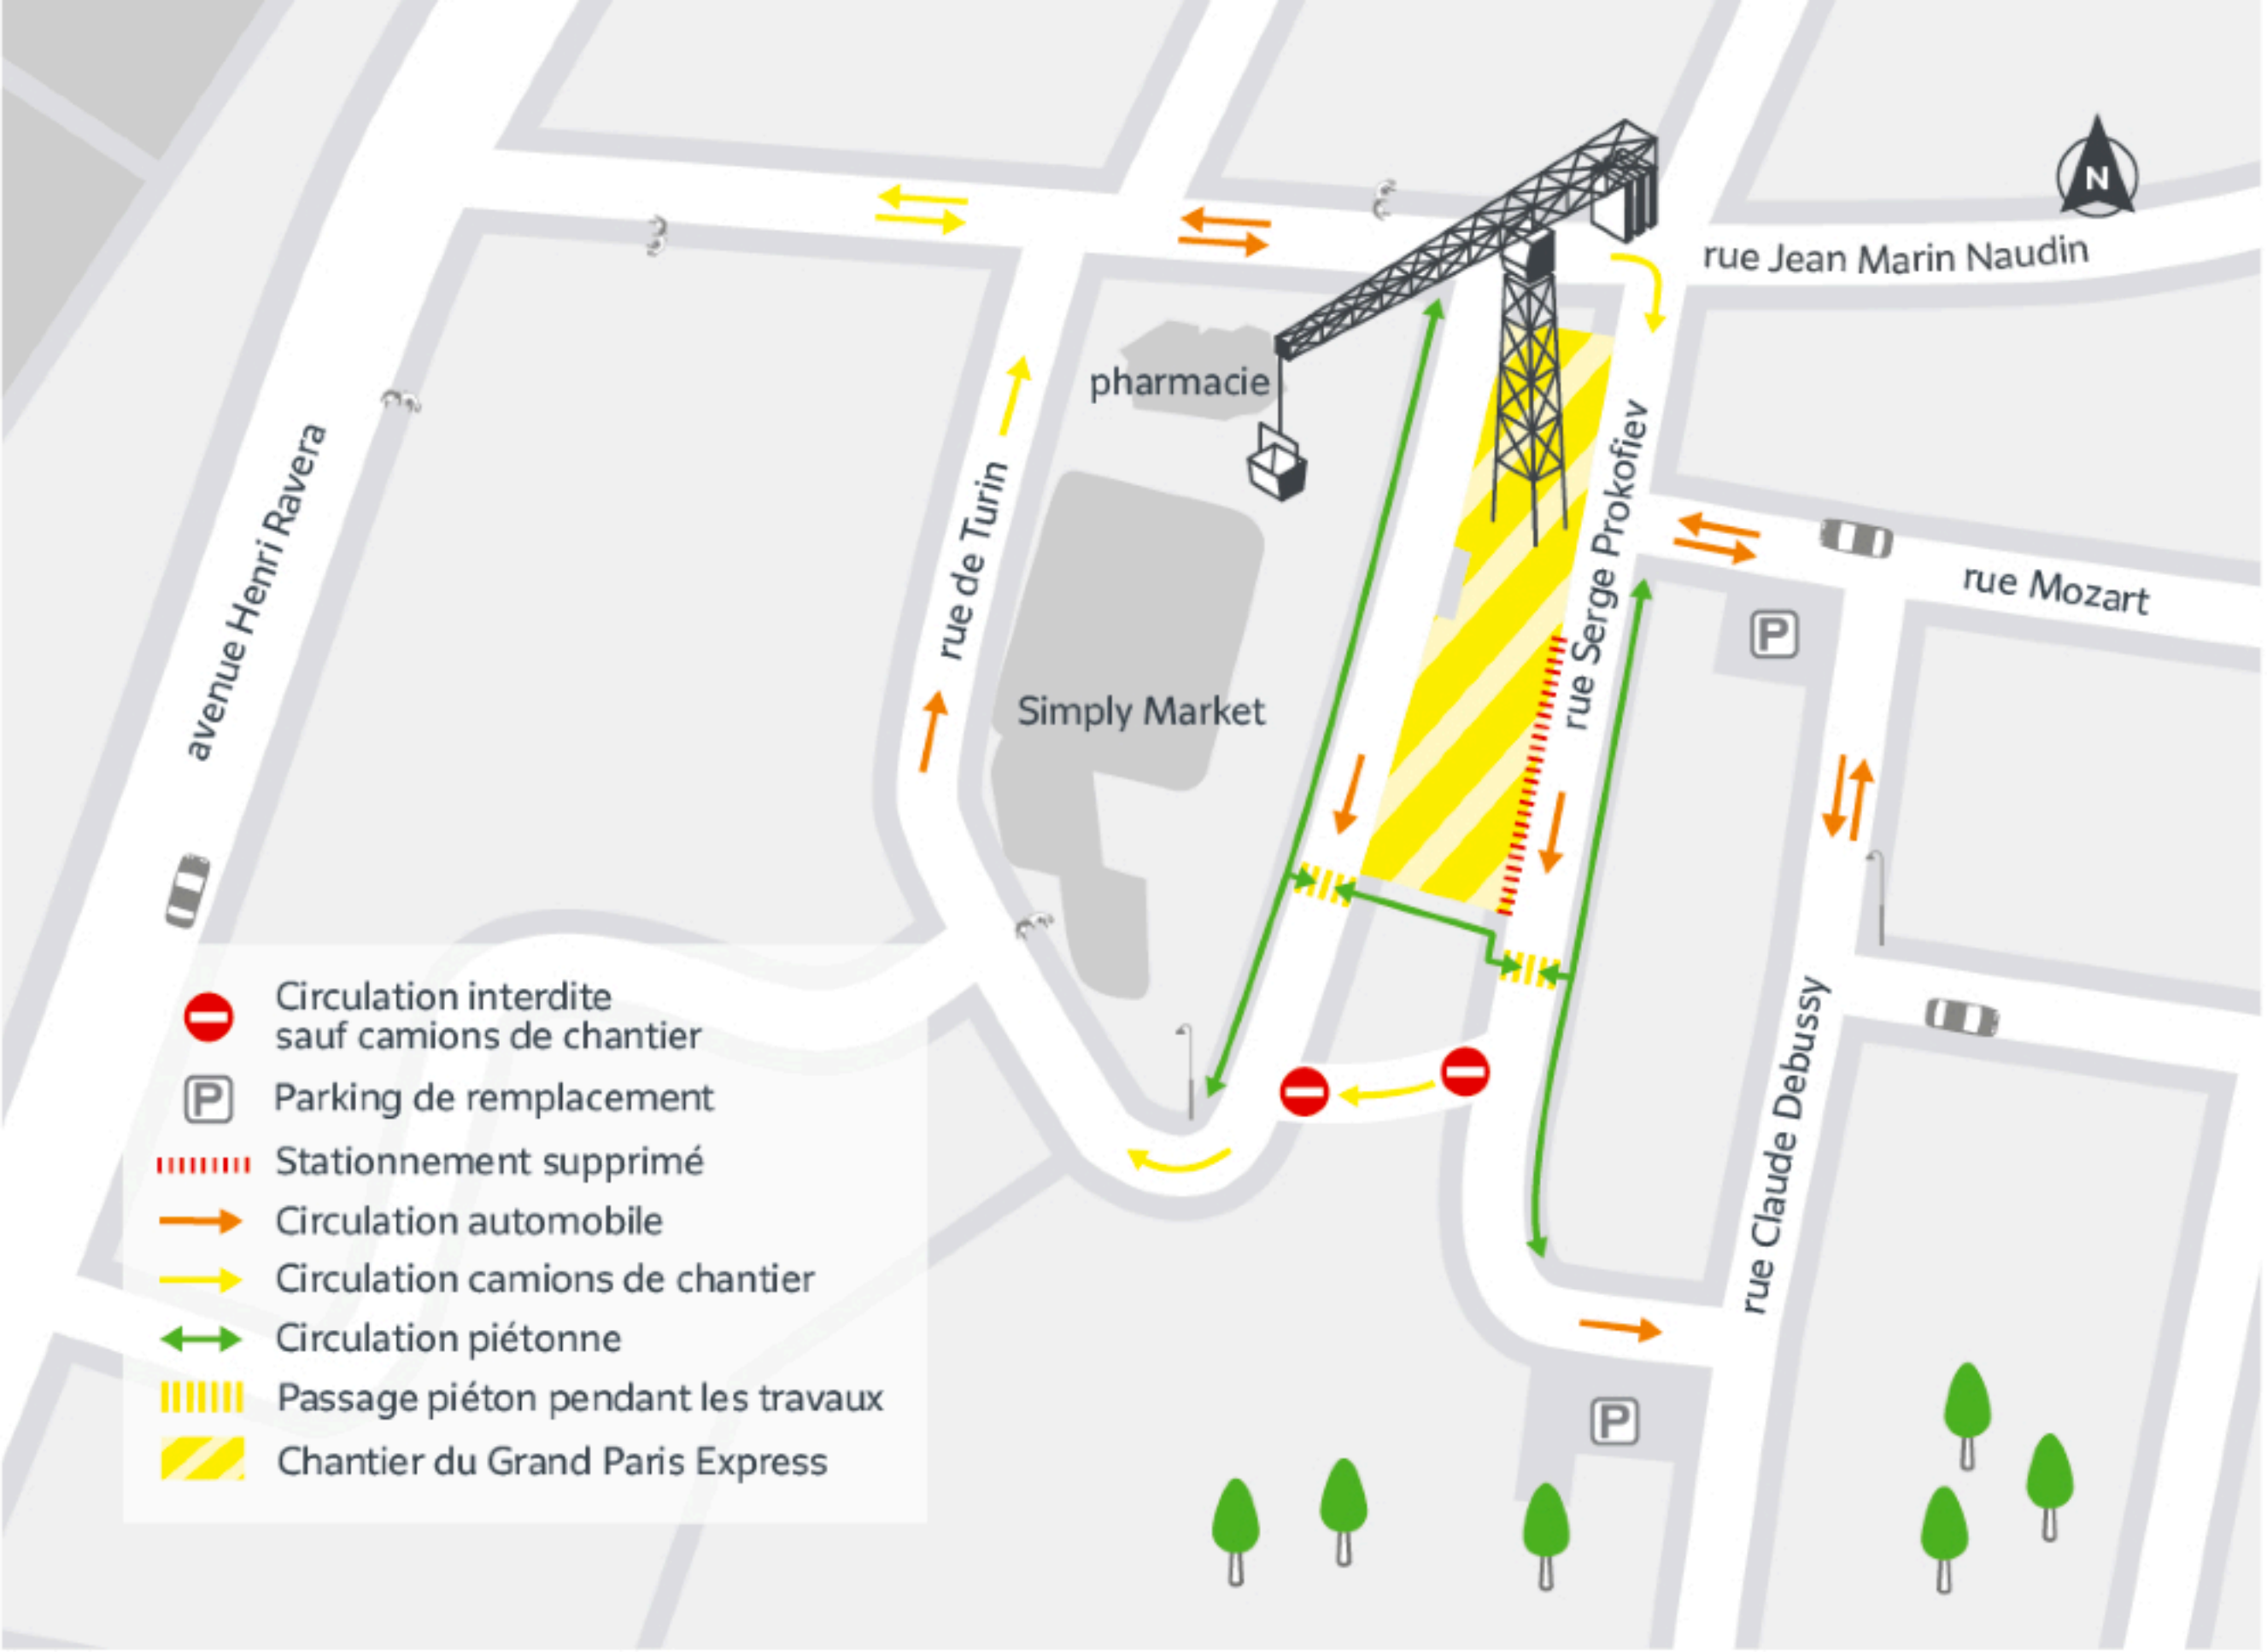 N
rue Jean Marin Naudin
pharmacie
avenue Henri Ravera
rue de Turin
rue Serge Prokofiev
rue Mozart
P
Simply Market
rue Claude Debussy
P
Circulation interdite
sauf camions de chantier
P
Parking de remplacement
Stationnement supprimé
Circulation automobile
Circulation camions de chantier
Circulation piétonne
Passage piéton pendant les travaux
Chantier du Grand Paris Express